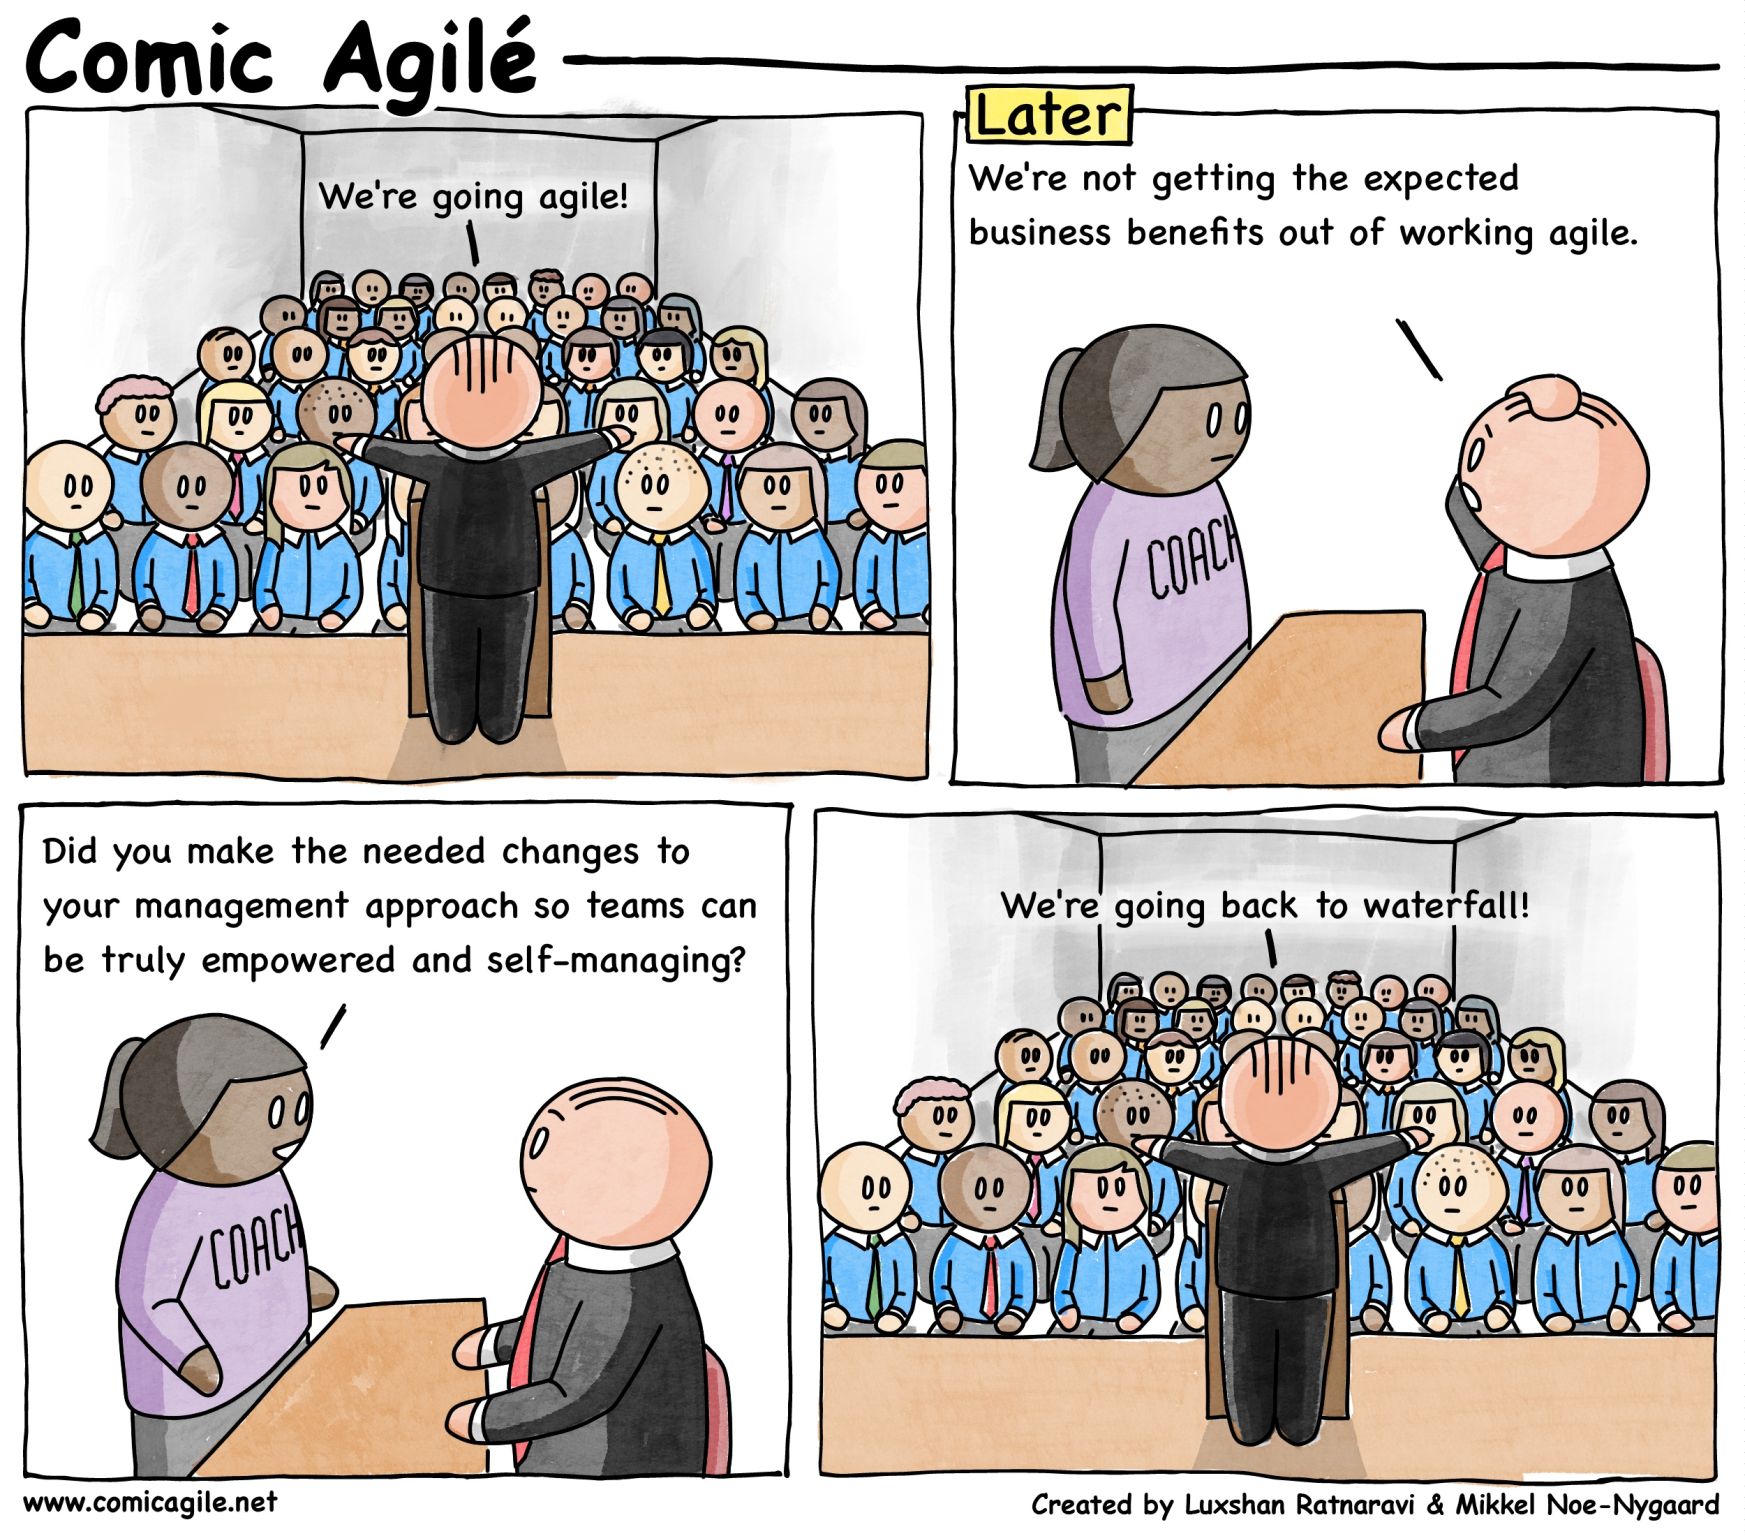 Comic Agilé
We're going agile!
Later
We're not getting the expected
business benefits out of working agile.
COACH
Did you make the needed changes to
your management approach so teams can
be truly empowered and self-managing?
COACH
We're going back to waterfall!
www.comicagile.net
Created by Luxshan Ratnaravi & Mikkel Noe-Nygaard